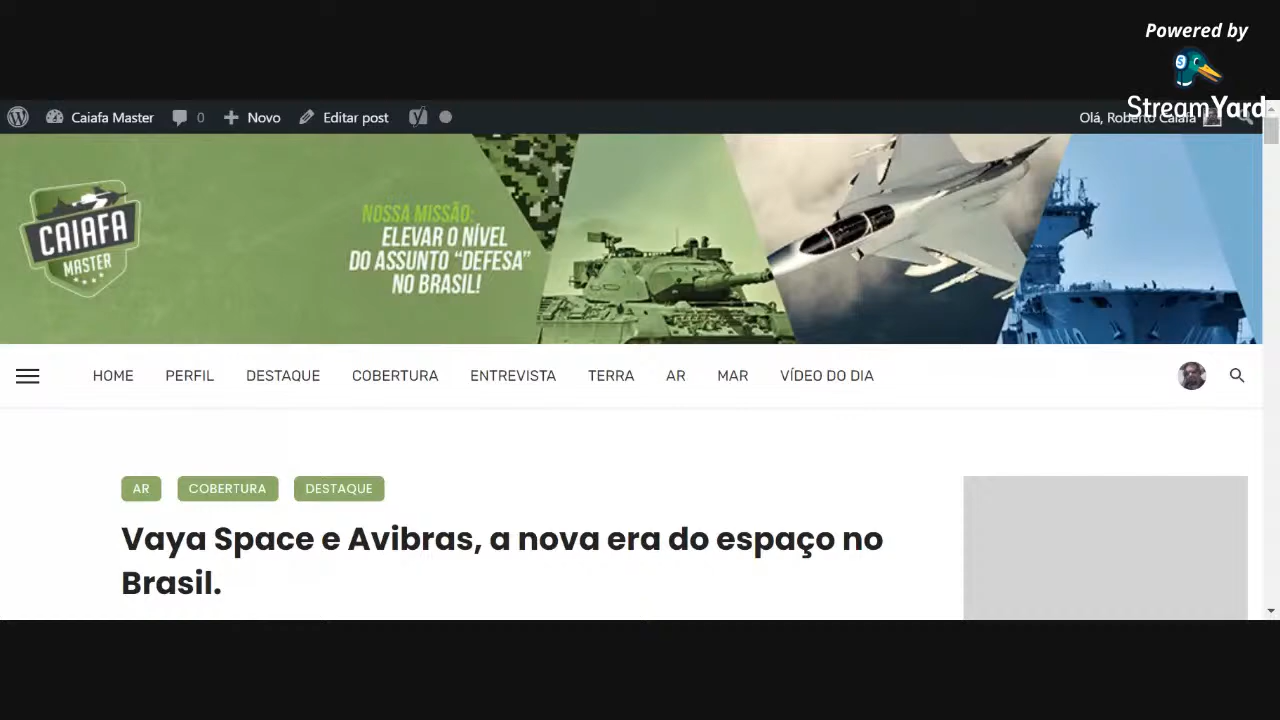 Powered by
StreamYard
Caiafa Master 0 Novo Editar post Olá, Roberto Caiafa
CAIAFA
MASTER
NOSSA MISSÃO:
ELEVAR O NÍVEL
DO ASSUNTO “DEFESA”
NO BRASIL!
HOME PERFIL DESTAQUE COBERTURA ENTREVISTA TERRA AR MAR VÍDEO DO DIA
AR COBERTURA DESTAQUE
Vaya Space e Avibras, a nova era do espaço no
Brasil.